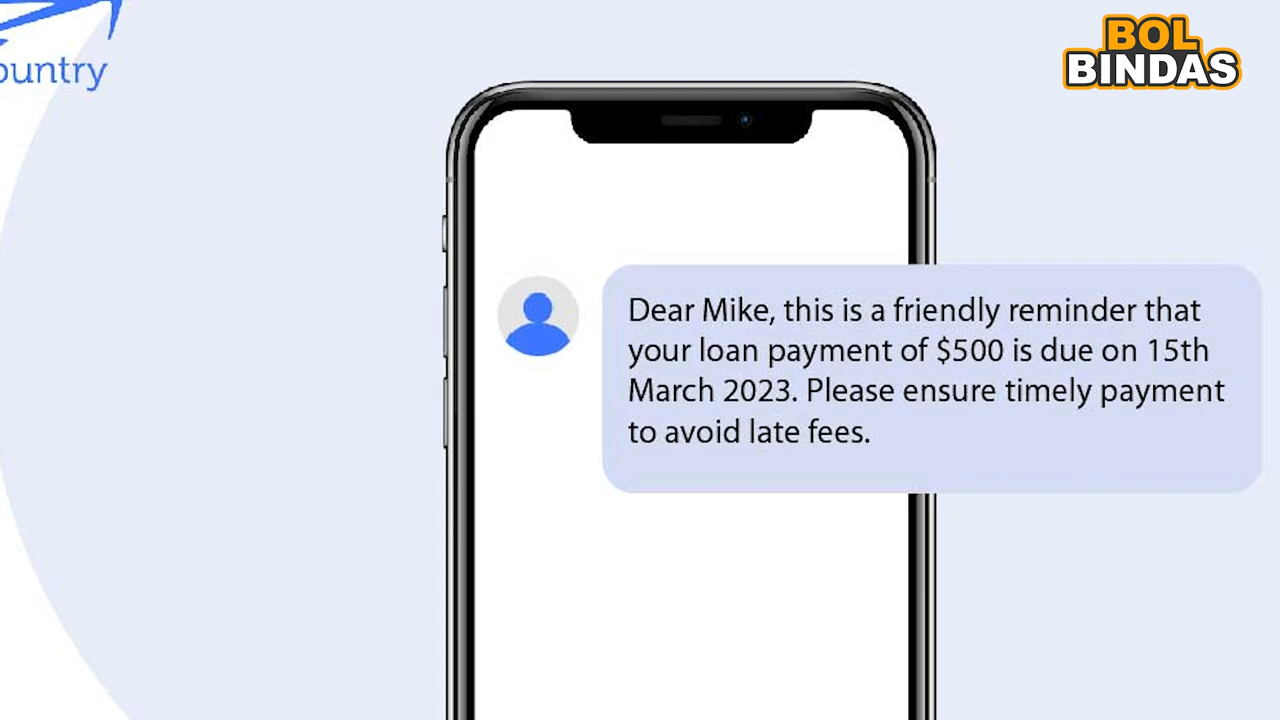 BOL
BINDAS
Dear Mike, this is a friendly reminder that
your loan payment of $500 is due on 15th
March 2023. Please ensure timely payment
to avoid late fees.